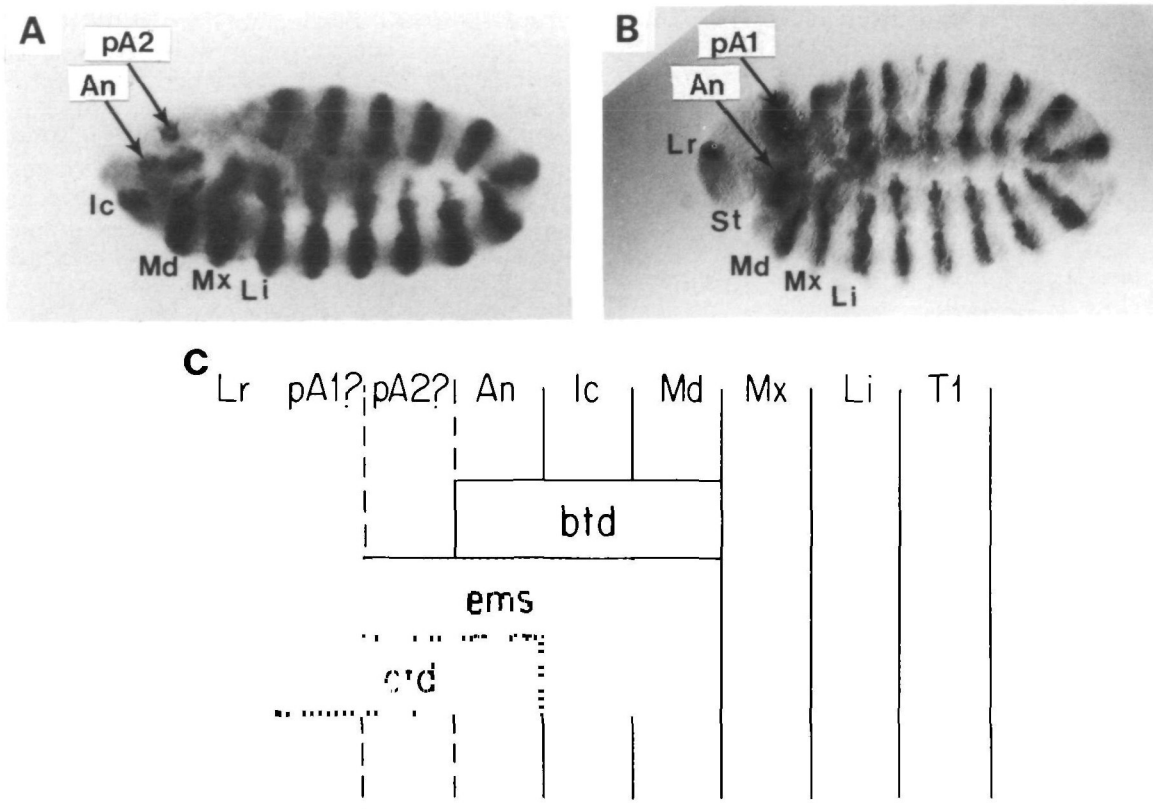 A
pA2
An
Ic
Md
Mx
Li
B
pA1
An
Lr
St
Md
Mx
Li
C
Lr pA1? pA2? An Ic Md Mx Li T1
btd
ems